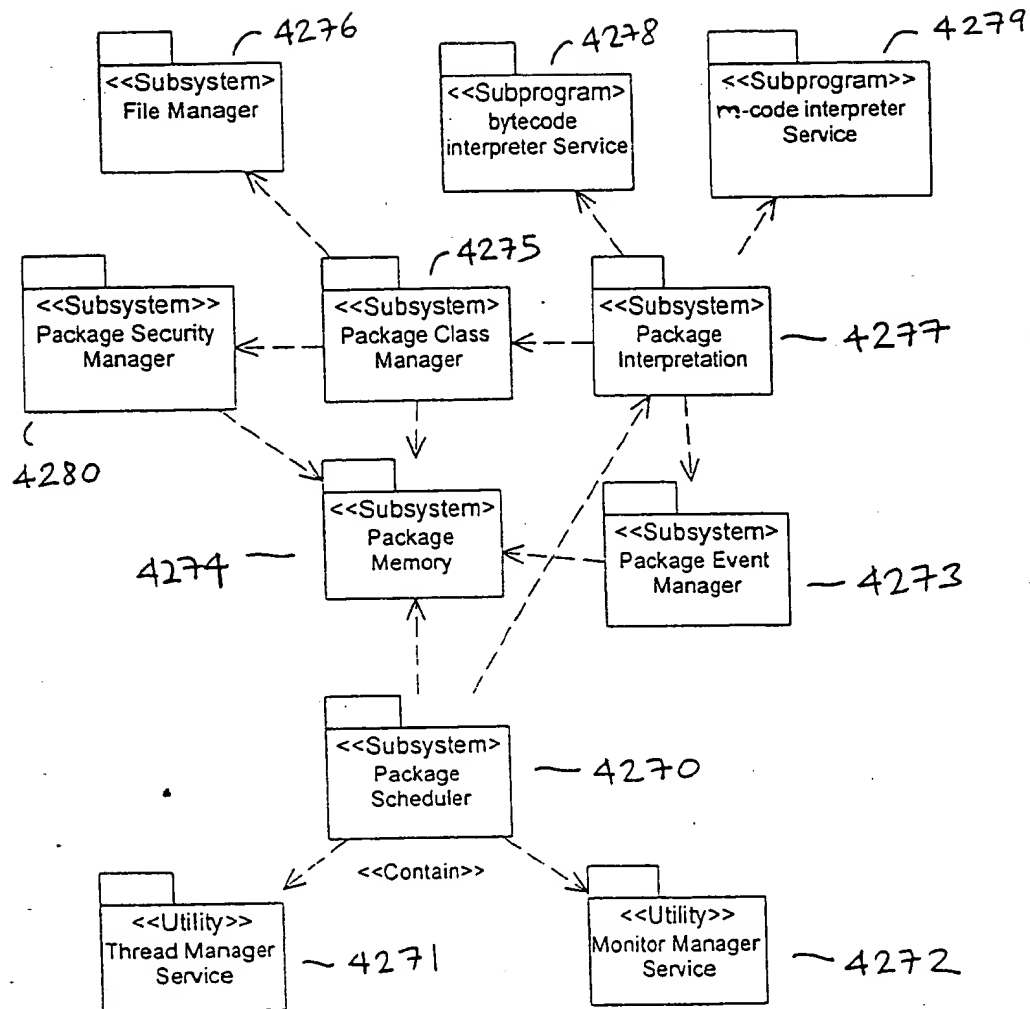 4276
<<Subsystem>
File Manager
4278
<<Subprogram>
bytecode
interpreter Service
4279
<<Subprogram>>
m-code interpreter
Service
<<Subsystem>>
Package Security
Manager
4280
4275
<<Subsystem>
Package Class
Manager
<<Subsystem>
Package
Interpretation
4277
<<Subsystem>
Package
Memory
4274
<<Subsystem>
Package Event
Manager
4273
<<Subsystem>
Package
Scheduler
4270
<<Contain>>
<<Utility>>
Thread Manager
Service
4271
<<Utility>>
Monitor Manager
Service
4272